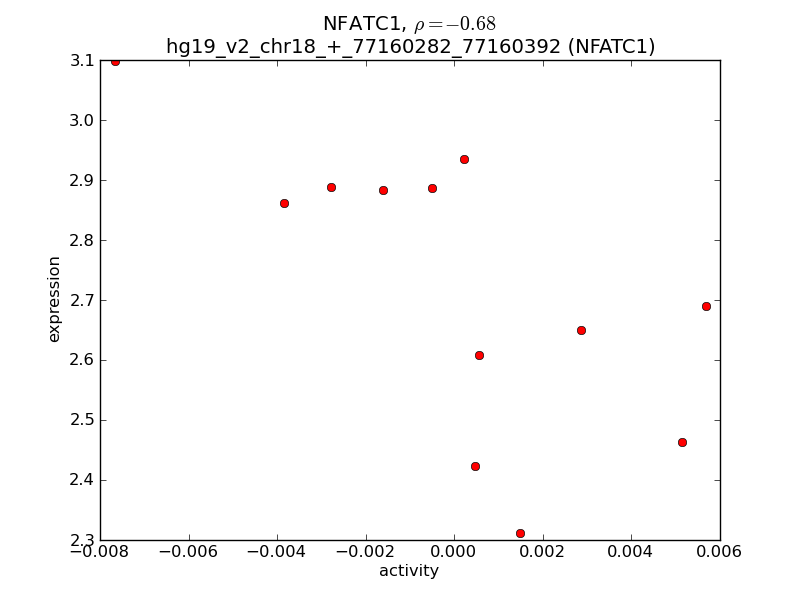 NFATC1, ρ = −0.68
hg19_v2_chr18_+_77160282_77160392 (NFATC1)
3.1
3.0
2.9
2.8
2.7
2.6
2.5
2.4
2.3
expression
−0.008 −0.006 −0.004 −0.002 0.000 0.002 0.004 0.006
activity